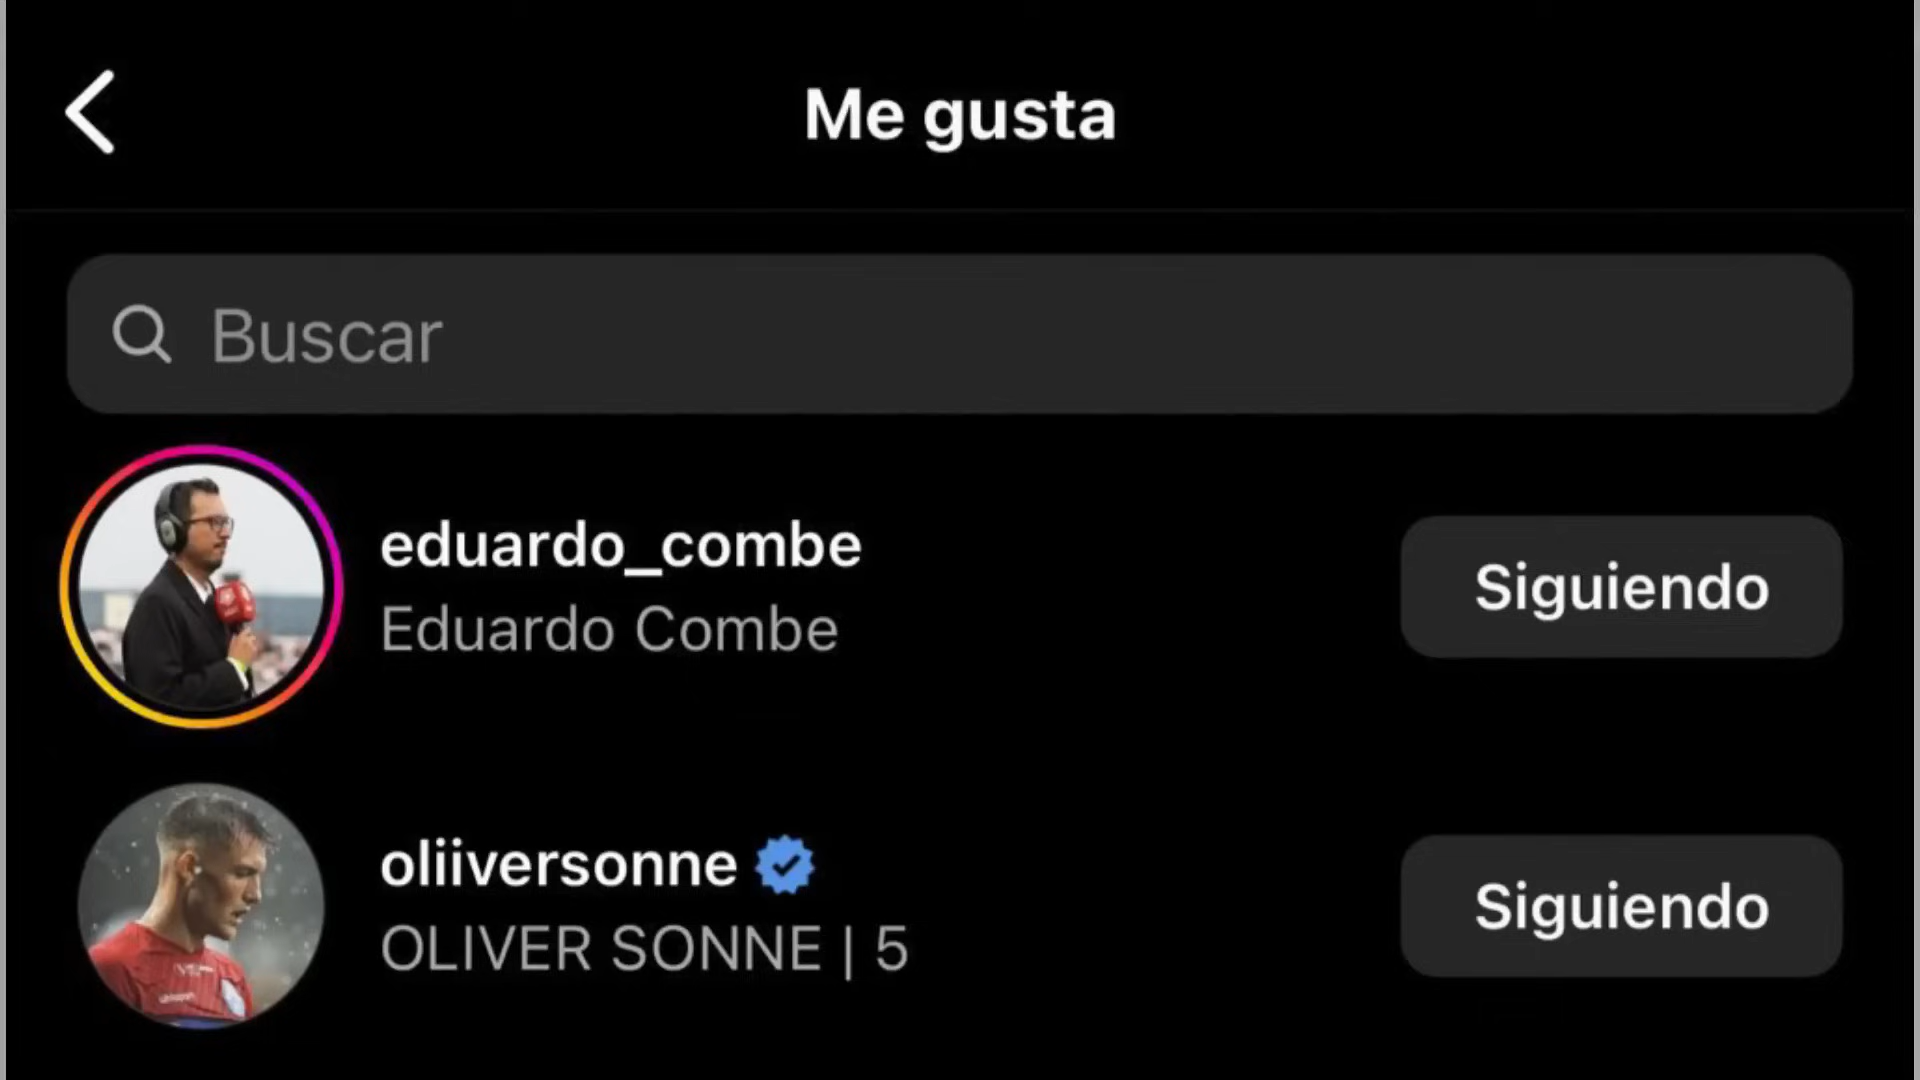 Me gusta
Buscar
eduardo_combe
Eduardo Combe
Siguiendo
oliiversonne
OLIVER SONNE | 5
Siguiendo